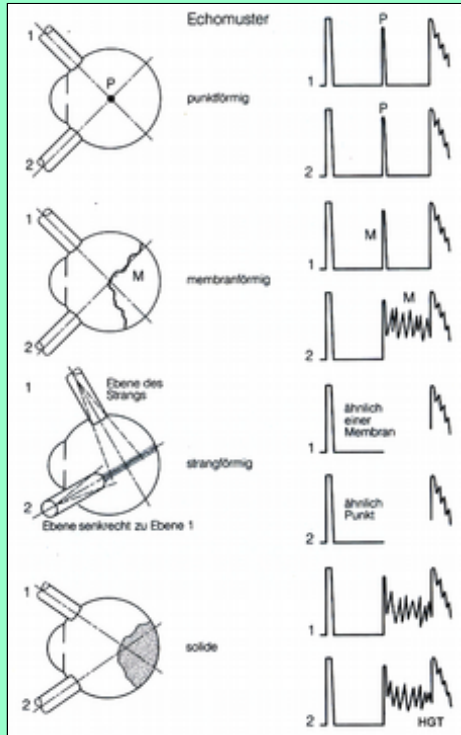 Echomuster
1
P
2
punktförmig
P
1
P
2
1
M
2
membranförmig
M
1
M
2
1
Ebene des
Strangs
2
Ebene senkrecht zu Ebene 1
strangförmig
ähnlich
einer
Membran
1
ähnlich
Punkt
2
1
2
solide
1
2
HGT